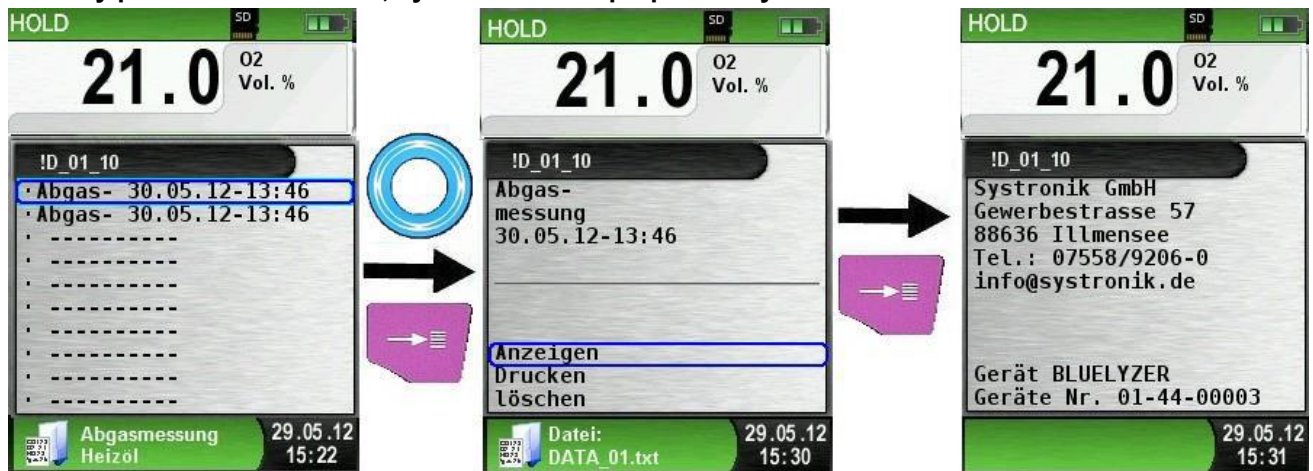 HOLD
SD
21.0 O2
Vol. %
!D_01_10
·Abgas- 30.05.12-13:46
·Abgas- 30.05.12-13:46
· ----------
· ----------
· ----------
· ----------
· ----------
· ----------
· ----------
· ----------
Abgasmessung
Heizöl
29.05.12
15:22
HOLD
SD
21.0 O2
Vol. %
!D_01_10
Abgas-
messung
30.05.12-13:46
Anzeigen
Drucken
löschen
Datei:
DATA_01.txt
29.05.12
15:30
HOLD
SD
21.0 O2
Vol. %
!D_01_10
Systronik GmbH
Gewerbestrasse 57
88636 Illmensee
Tel.: 07558/9206-0
info@systronik.de
Gerät BLUELYZER
Geräte Nr. 01-44-00003
29.05.12
15:31